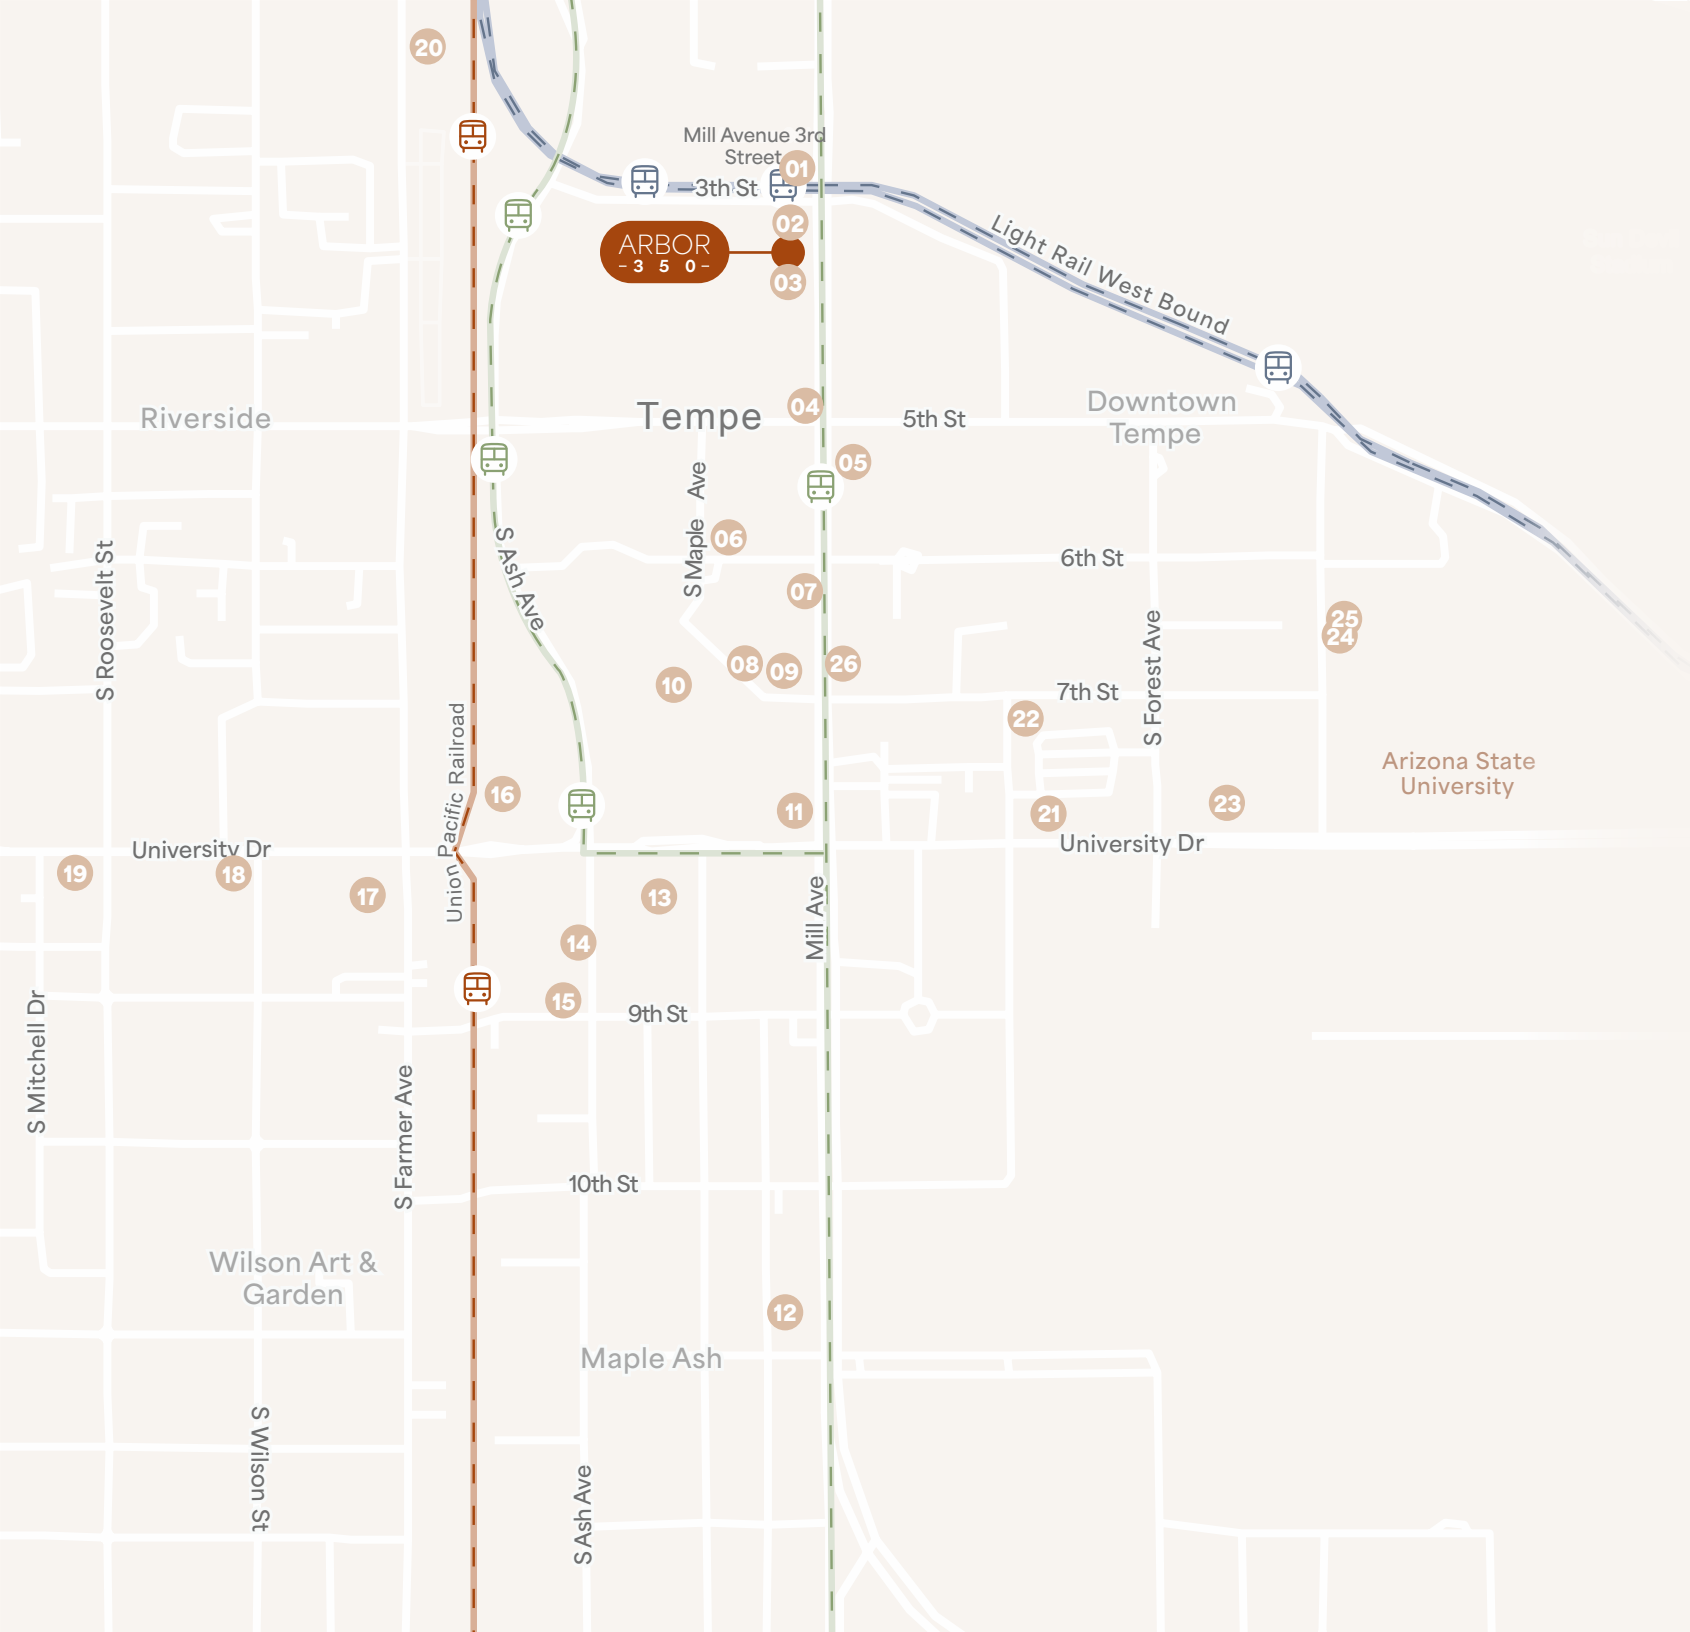 20
Mill Avenue 3rd
Street
01
3th St
02
ARBOR
- 3 5 0 -
03
Light Rail West Bound
Riverside
Tempe
04
5th St
Downtown
Tempe
05
S Maple Ave
06
S Ash Ave
6th St
S Roosevelt St
07
25
24
S Forest Ave
08
09
26
10
7th St
22
Union Pacific Railroad
Arizona State
University
16
11
21
23
University Dr
University Dr
19
18
17
13
Mill Ave
14
15
9th St
S Mitchell Dr
S Farmer Ave
10th St
Wilson Art &
Garden
12
Maple Ash
S Wilson St
S Ash Ave